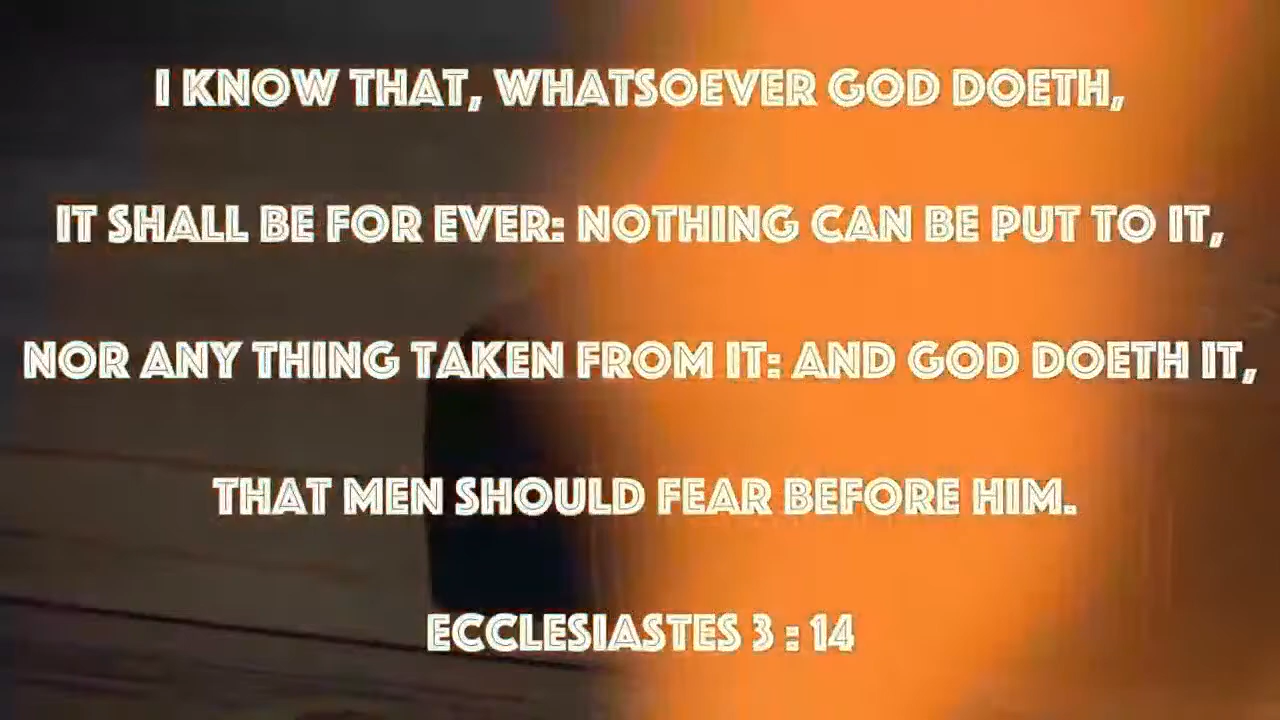 I KNOW THAT, WHATSOEVER GOD DOETH,
IT SHALL BE FOR EVER: NOTHING CAN BE PUT TO IT,
NOR ANY THING TAKEN FROM IT: AND GOD DOETH IT,
THAT MEN SHOULD FEAR BEFORE HIM.
ECCLESIASTES 3 : 14